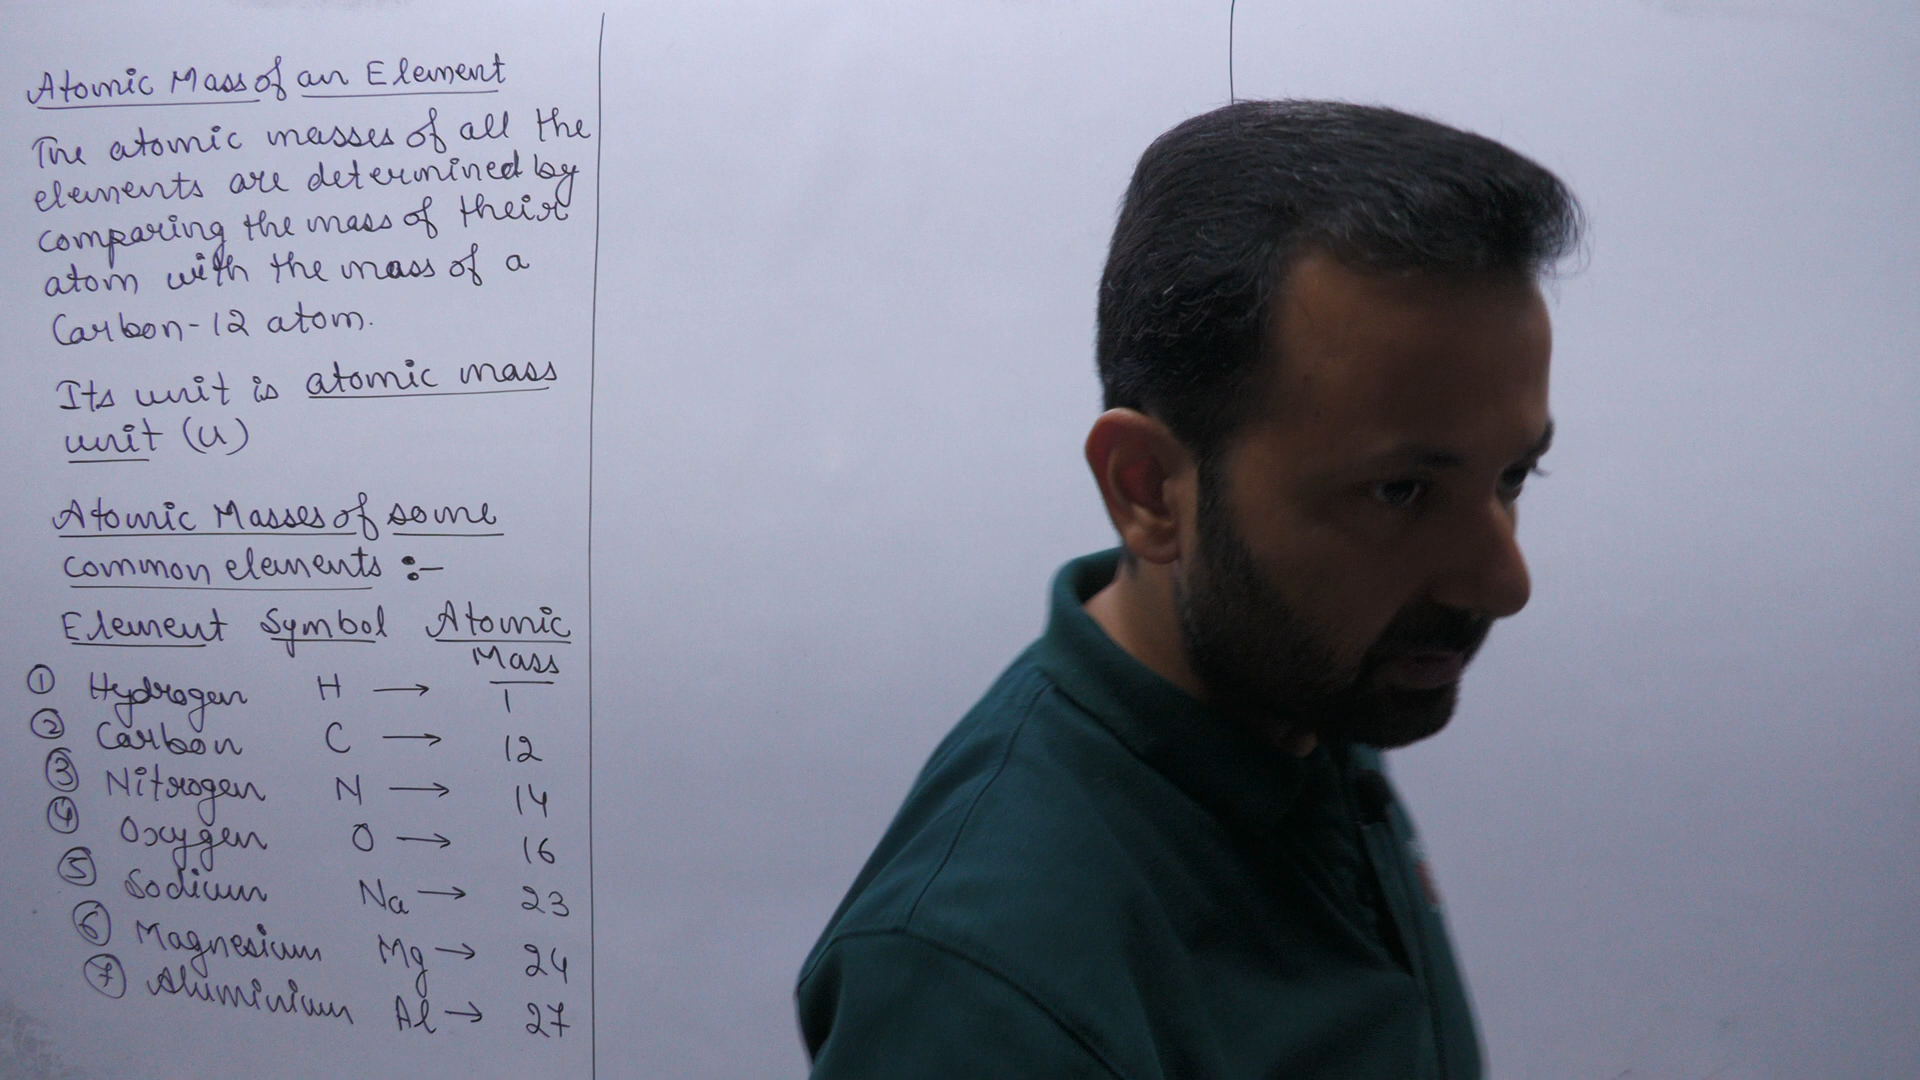 Atomic Mass of an Element
The atomic masses of all the
elements are determined by
comparing the mass of their
atom with the mass of a
Carbon-12 atom.
Its unit is atomic mass
unit (u)
Atomic Masses of some
common elements :-
Element Symbol Atomic
Mass
① Hydrogen H → 1
② Carbon C → 12
③ Nitrogen N → 14
④ Oxygen O → 16
⑤ Sodium Na → 23
⑥ Magnesium Mg → 24
⑦ Aluminium Al → 27